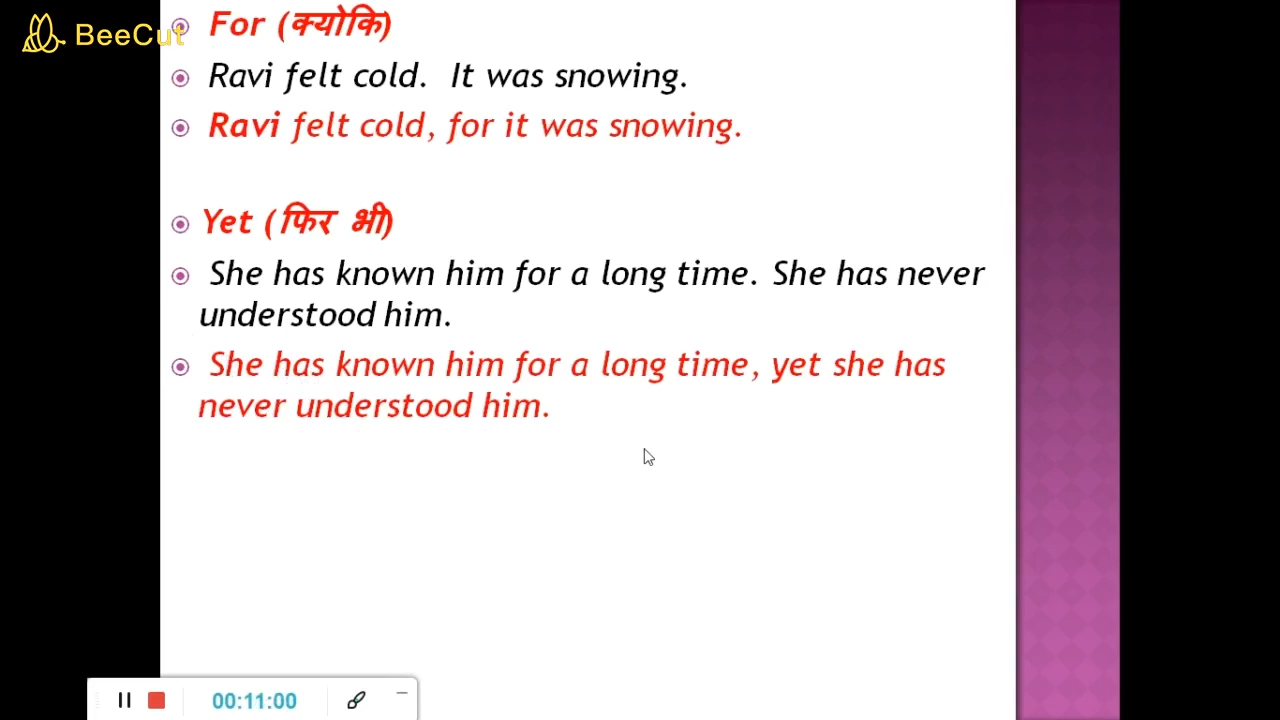 BeeCut
For (क्योकि)
Ravi felt cold. It was snowing.
Ravi felt cold, for it was snowing.
Yet (फिर भी)
She has known him for a long time. She has never
understood him.
She has known him for a long time, yet she has
never understood him.
00:11:00